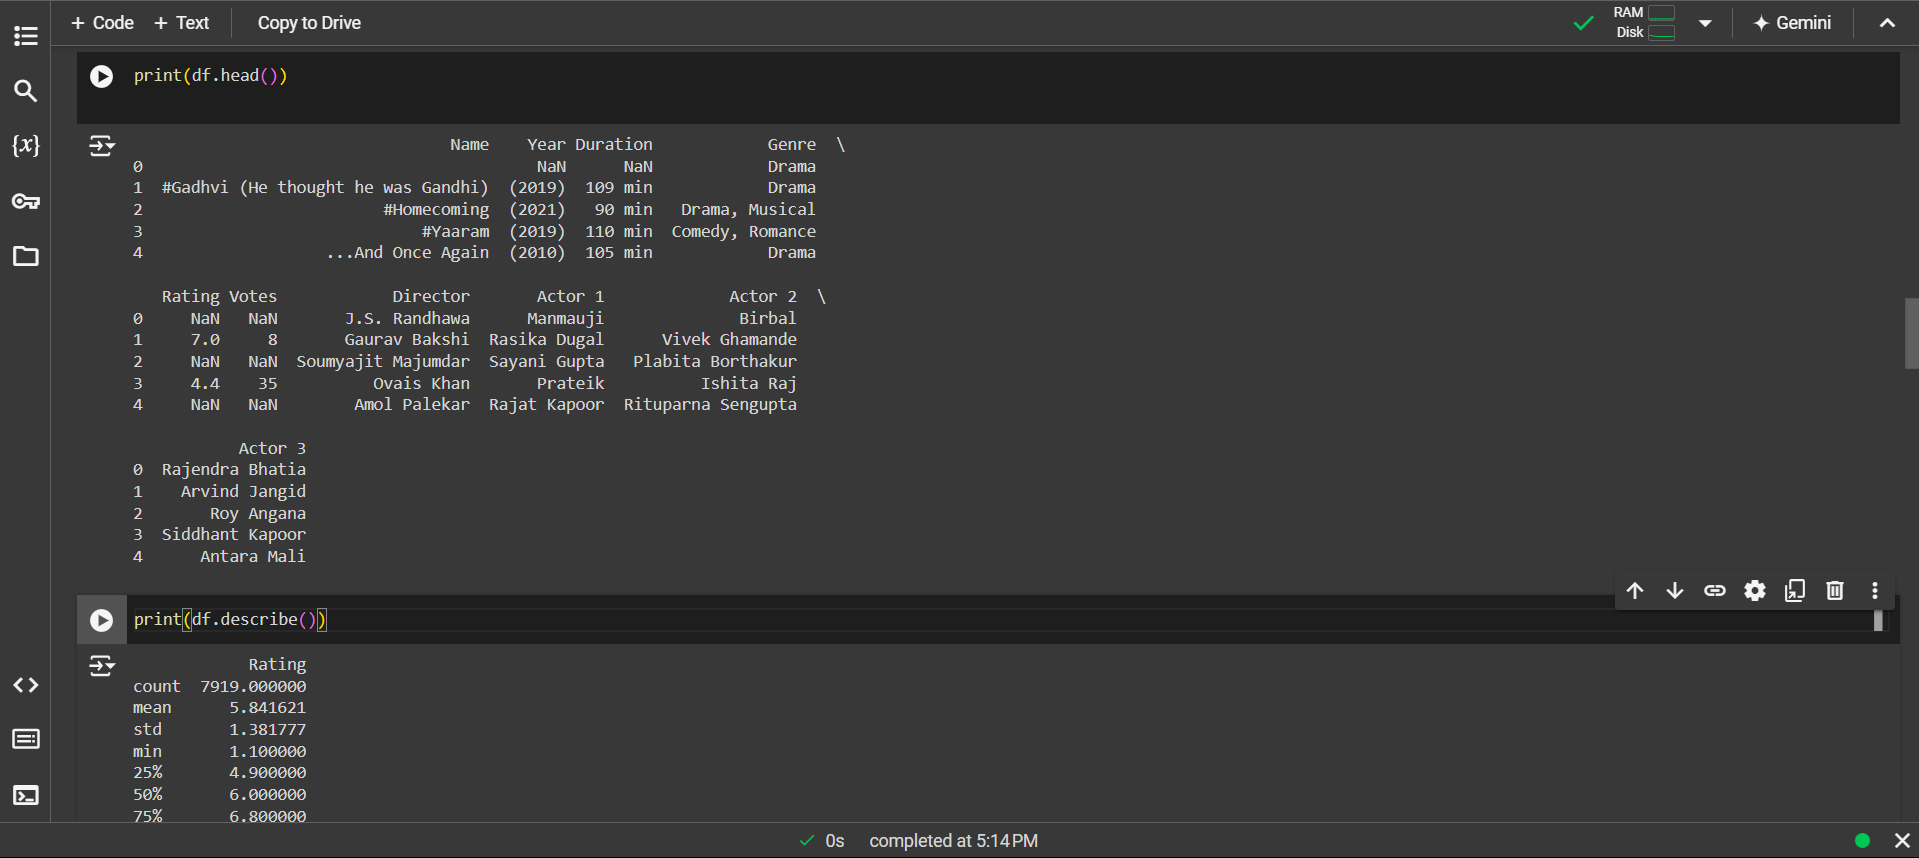 + Code + Text Copy to Drive RAM Disk Gemini
print(df.head())
Name Year Duration Genre \
0 NaN NaN Drama
1 #Gadhvi (He thought he was Gandhi) (2019) 109 min Drama
2 #Homecoming (2021) 90 min Drama, Musical
3 #Yaaram (2019) 110 min Comedy, Romance
4 ...And Once Again (2010) 105 min Drama
Rating Votes Director Actor 1 Actor 2 \
0 NaN NaN J.S. Randhawa Manmauji Birbal
1 7.0 8 Gaurav Bakshi Rasika Dugal Vivek Ghamande
2 NaN NaN Soumyajit Majumdar Sayani Gupta Plabita Borthakur
3 4.4 35 Ovais Khan Prateik Ishita Raj
4 NaN NaN Amol Palekar Rajat Kapoor Rituparna Sengupta
Actor 3
0 Rajendra Bhatia
1 Arvind Jangid
2 Roy Angana
3 Siddhant Kapoor
4 Antara Mali
print(df.describe())
Rating
count 7919.000000
mean 5.841621
std 1.381777
min 1.100000
25% 4.900000
50% 6.000000
75% 6.800000
0s completed at 5:14 PM